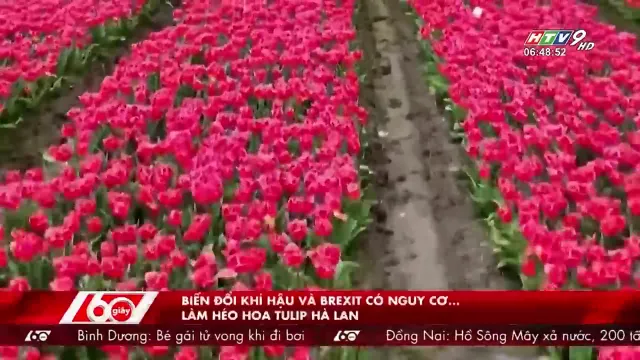 HTV9 HD
06:48:52
60 giây
BIẾN ĐỔI KHÍ HẬU VÀ BREXIT CÓ NGUY CƠ...
LÀM HÉO HOA TULIP HÀ LAN
60 Bình Dương: Bé gái tử vong khi đi bơi 60 Đồng Nai: Hồ Sông Mây xả nước, 200 tấ